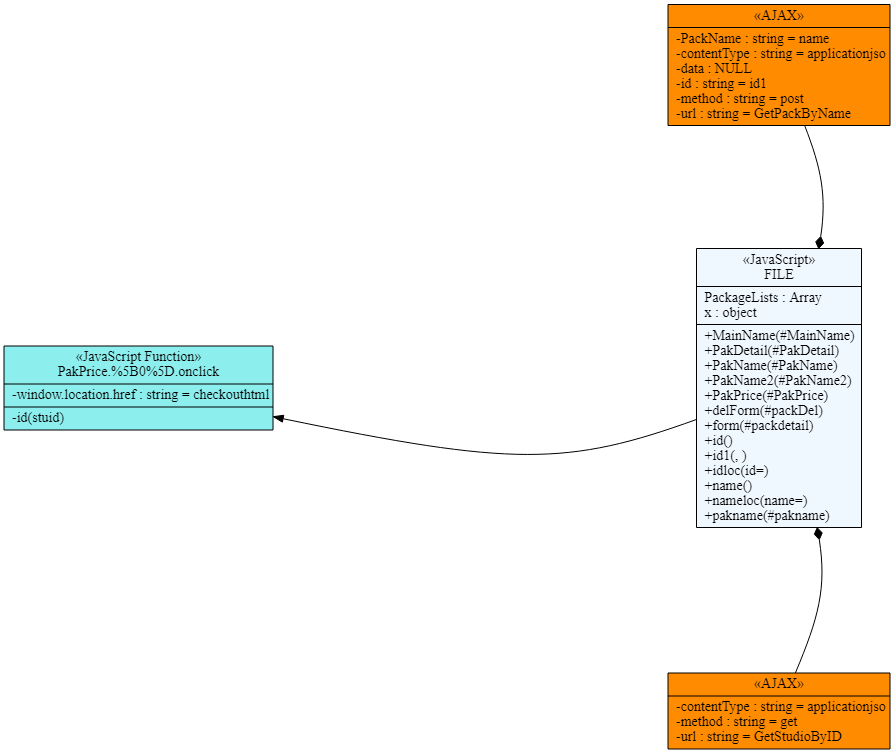 «AJAX»
-PackName : string = name
-contentType : string = applicationjso
-data : NULL
-id : string = id1
-method : string = post
-url : string = GetPackByName
«JavaScript»
FILE
PackageLists : Array
x : object
+MainName(#MainName)
+PakDetail(#PakDetail)
+PakName(#PakName)
+PakName2(#PakName2)
+PakPrice(#PakPrice)
+delForm(#packDel)
+form(#packdetail)
+id()
+id1(, )
+idloc(id=)
+name()
+nameloc(name=)
+pakname(#pakname)
«JavaScript Function»
PakPrice.%5B0%5D.onclick
-window.location.href : string = checkouthtml
-id(stuid)
«AJAX»
-contentType : string = applicationjso
-method : string = get
-url : string = GetStudioByID